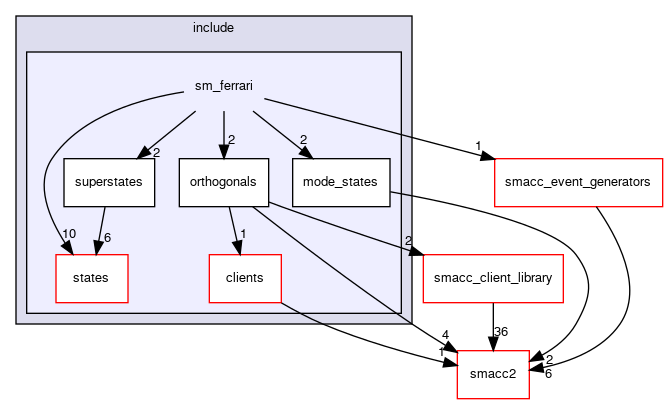 include
sm_ferrari
2
2
2
1
superstates
orthogonals
mode_states
smacc_event_generators
10
6
1
2
states
clients
smacc_client_library
4
1
36
2
6
smacc2